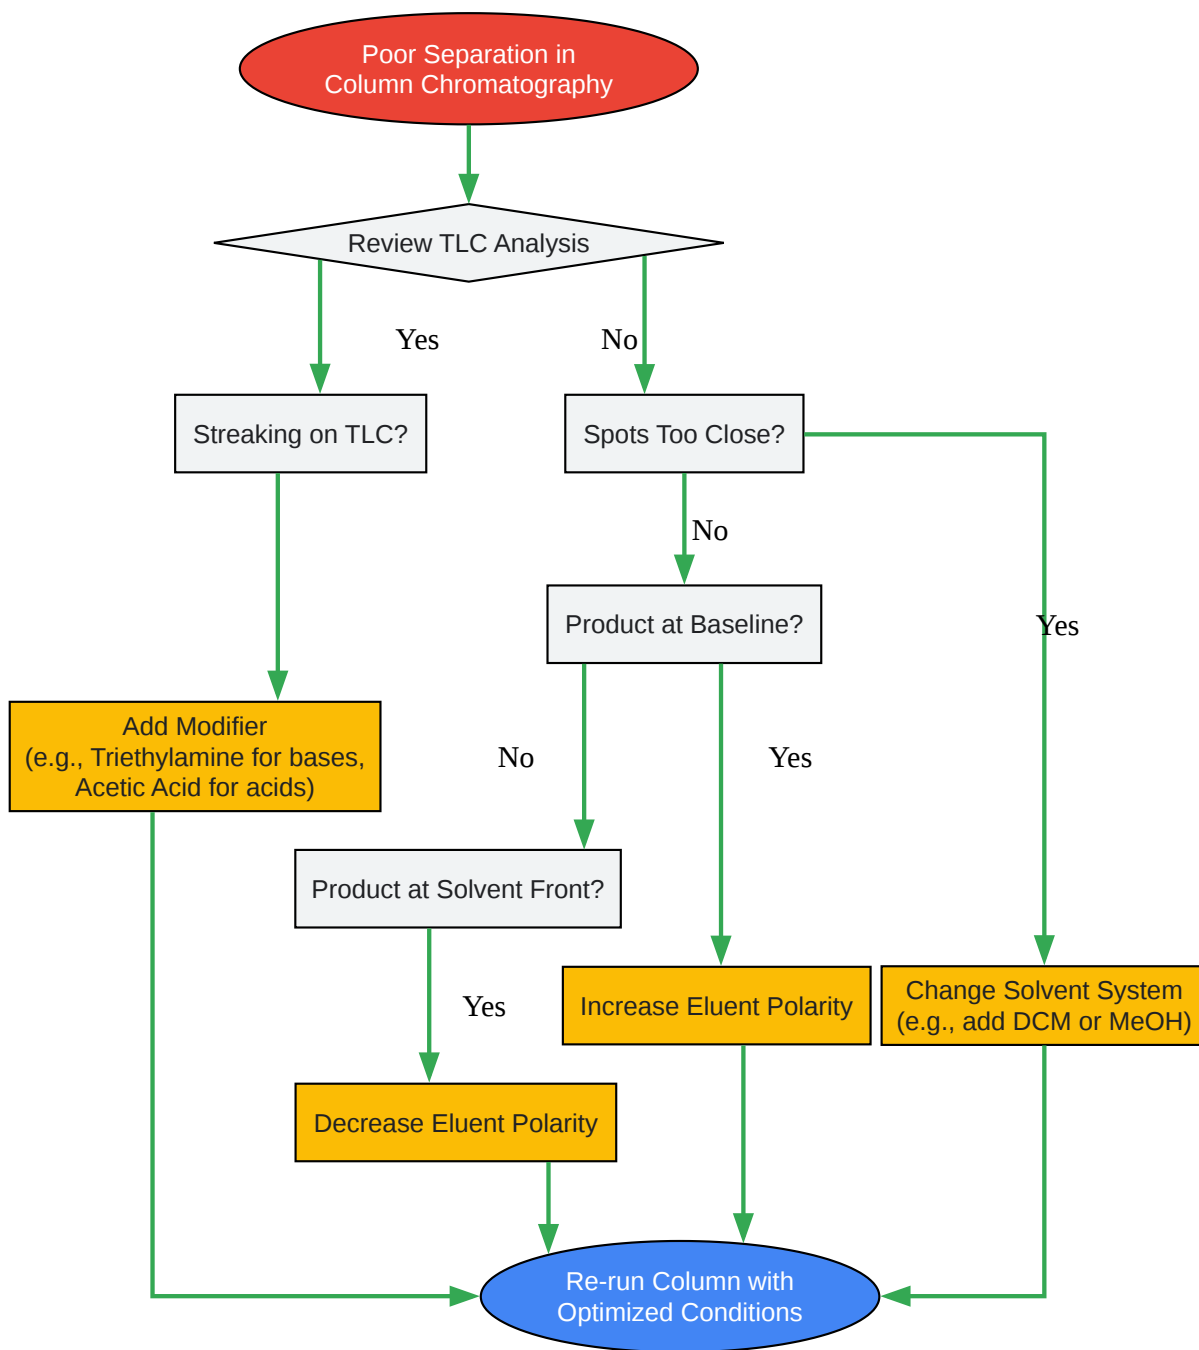 Poor Separation in
Column Chromatography
Review TLC Analysis
Yes
No
Streaking on TLC?
Spots Too Close?
No
Product at Baseline?
Yes
Add Modifier
(e.g., Triethylamine for bases,
Acetic Acid for acids)
No
Yes
Product at Solvent Front?
Yes
Increase Eluent Polarity
Change Solvent System
(e.g., add DCM or MeOH)
Decrease Eluent Polarity
Re-run Column with
Optimized Conditions